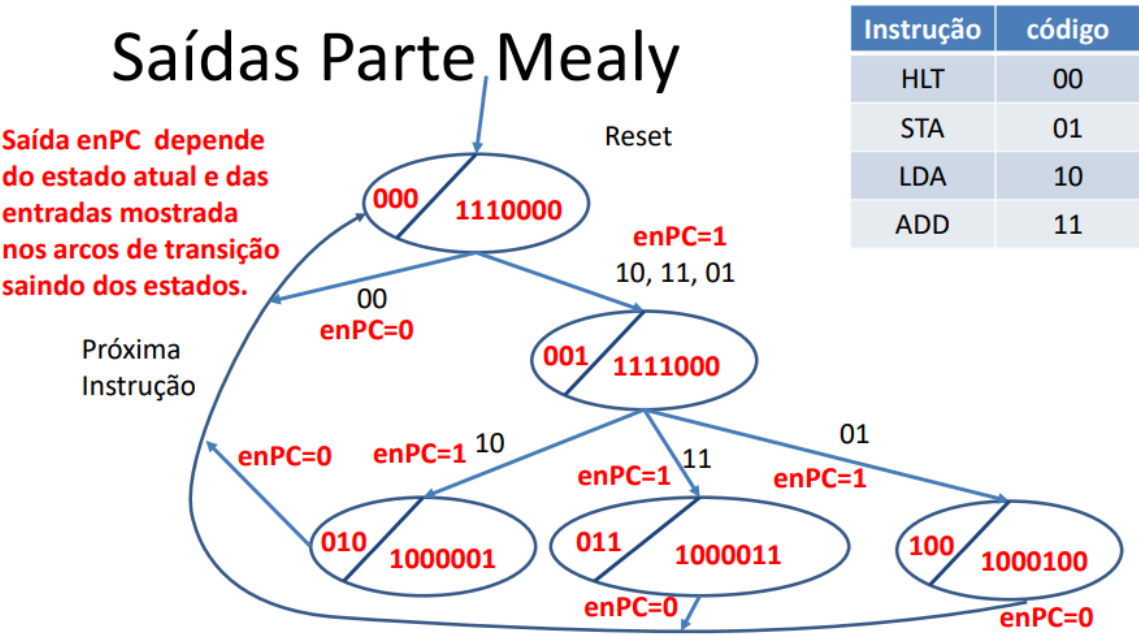 Saídas Parte Mealy
Instrução código
HLT 00
STA 01
LDA 10
ADD 11
Saída enPC depende
do estado atual e das
entradas mostrada
nos arcos de transição
saindo dos estados.
Reset
000 1110000
enPC=1
10, 11, 01
00
enPC=0
Próxima
Instrução
001 1111000
enPC=0
enPC=1 10
enPC=1 11
01
enPC=1
010 1000001
011 1000011
100 1000100
enPC=0
enPC=0